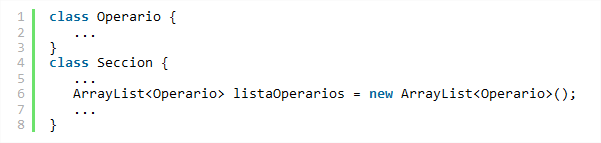 1 class Operario {
2    ...
3 }
4 class Seccion {
5    ...
6    ArrayList<Operario> listaOperarios = new ArrayList<Operario>();
7    ...
8 }